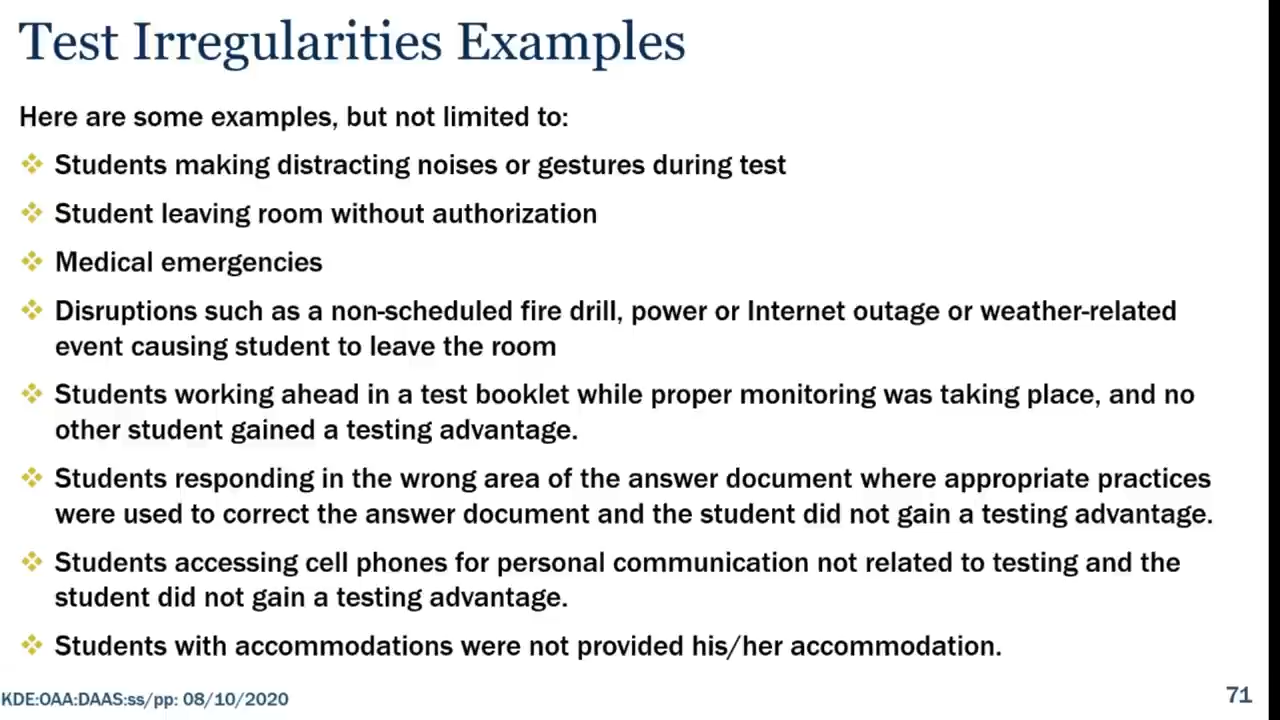 Test Irregularities Examples
Here are some examples, but not limited to:
Students making distracting noises or gestures during test
Student leaving room without authorization
Medical emergencies
Disruptions such as a non-scheduled fire drill, power or Internet outage or weather-related
event causing student to leave the room
Students working ahead in a test booklet while proper monitoring was taking place, and no
other student gained a testing advantage.
Students responding in the wrong area of the answer document where appropriate practices
were used to correct the answer document and the student did not gain a testing advantage.
Students accessing cell phones for personal communication not related to testing and the
student did not gain a testing advantage.
Students with accommodations were not provided his/her accommodation.
KDE:OAA:DAAS:ss/pp: 08/10/2020
71